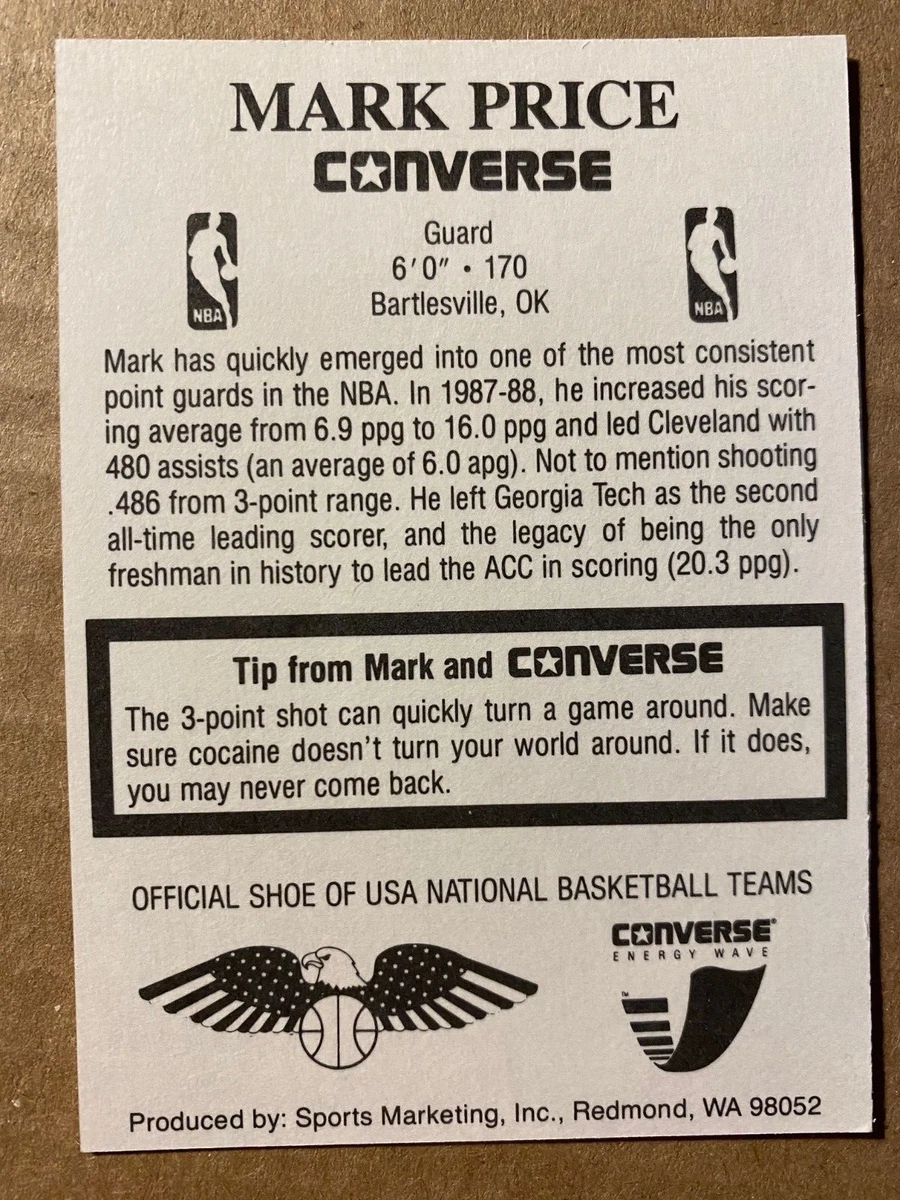 MARK PRICE
CONVERSE
Guard
6'0" • 170
Bartlesville, OK
NBA
NBA
Mark has quickly emerged into one of the most consistent
point guards in the NBA. In 1987-88, he increased his scor-
ing average from 6.9 ppg to 16.0 ppg and led Cleveland with
480 assists (an average of 6.0 apg). Not to mention shooting
.486 from 3-point range. He left Georgia Tech as the second
all-time leading scorer, and the legacy of being the only
freshman in history to lead the ACC in scoring (20.3 ppg).
Tip from Mark and CONVERSE
The 3-point shot can quickly turn a game around. Make
sure cocaine doesn't turn your world around. If it does,
you may never come back.
OFFICIAL SHOE OF USA NATIONAL BASKETBALL TEAMS
CONVERSE®
ENERGY WAVE
™
Produced by: Sports Marketing, Inc., Redmond, WA 98052